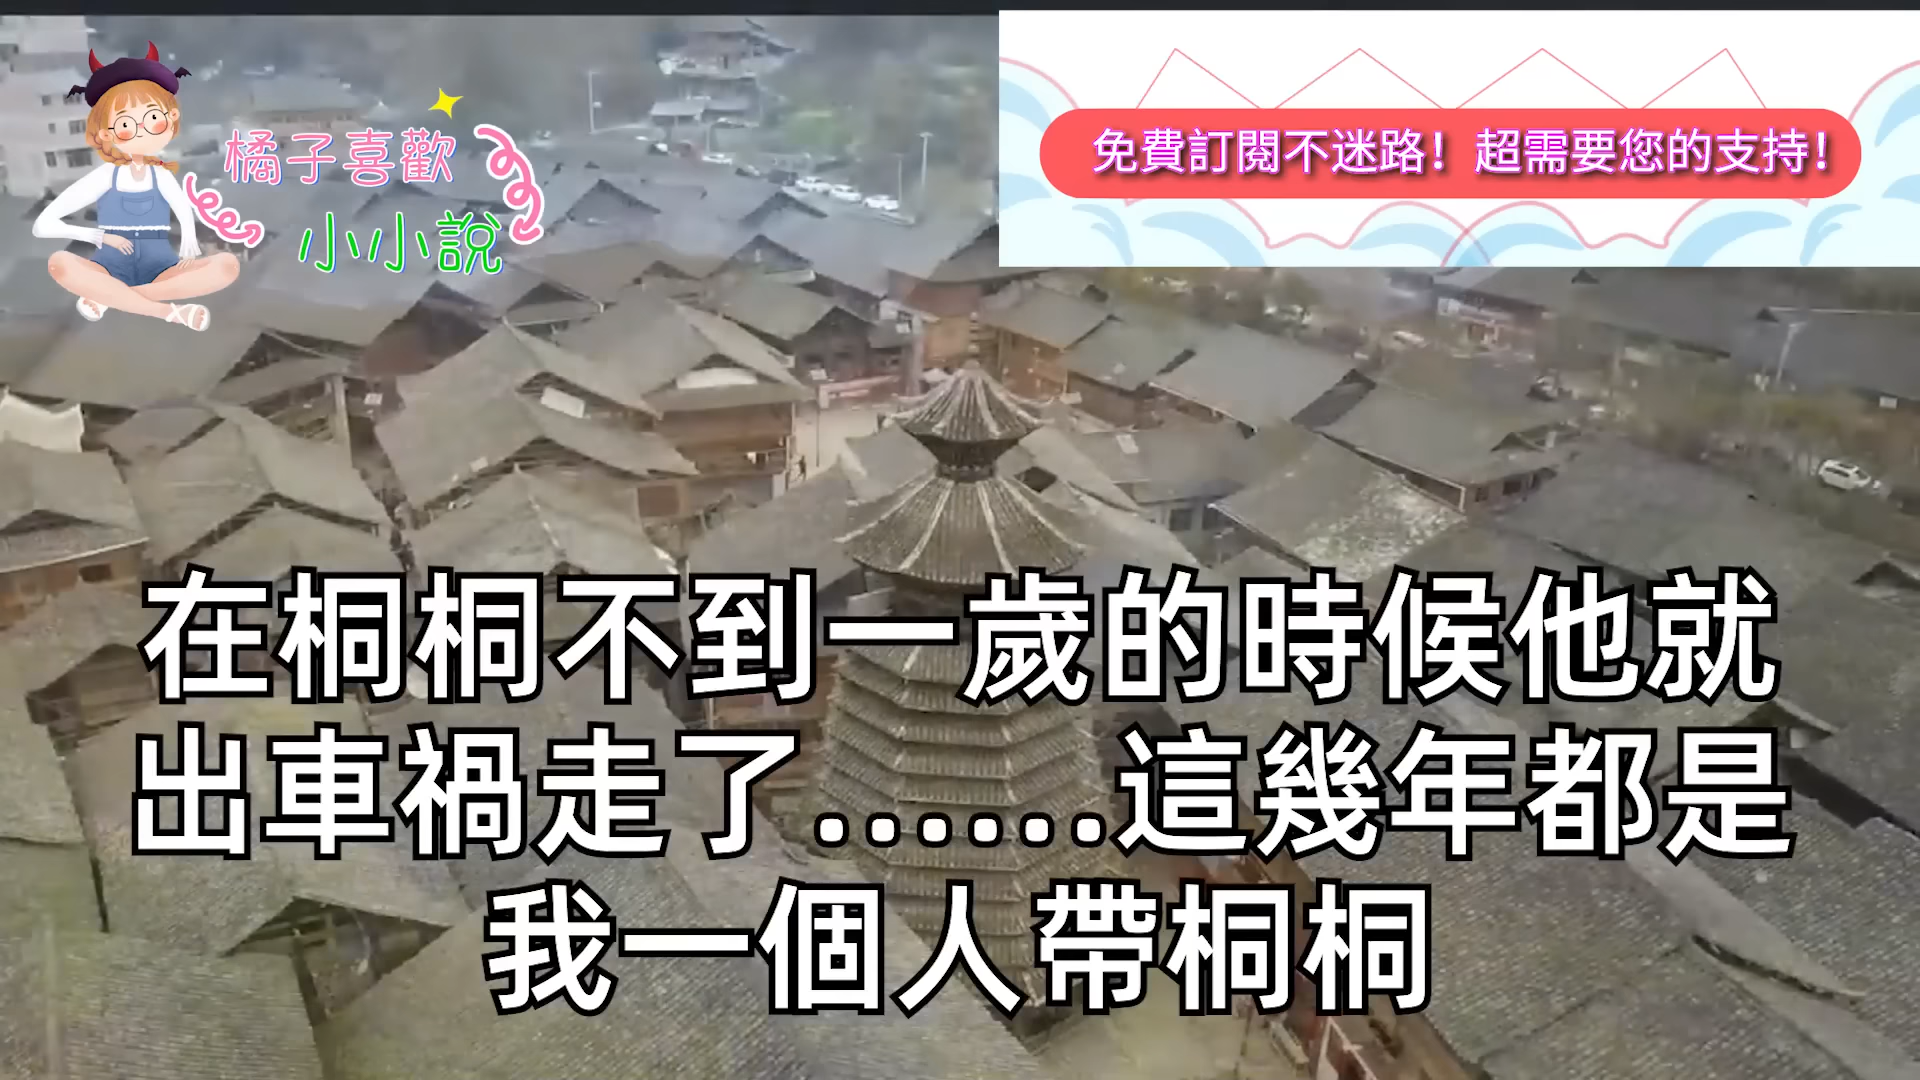 橘子喜歡
小小說
免費訂閱不迷路！超需要您的支持！
在桐桐不到一歲的時候他就
出車禍走了......這幾年都是
我一個人帶桐桐